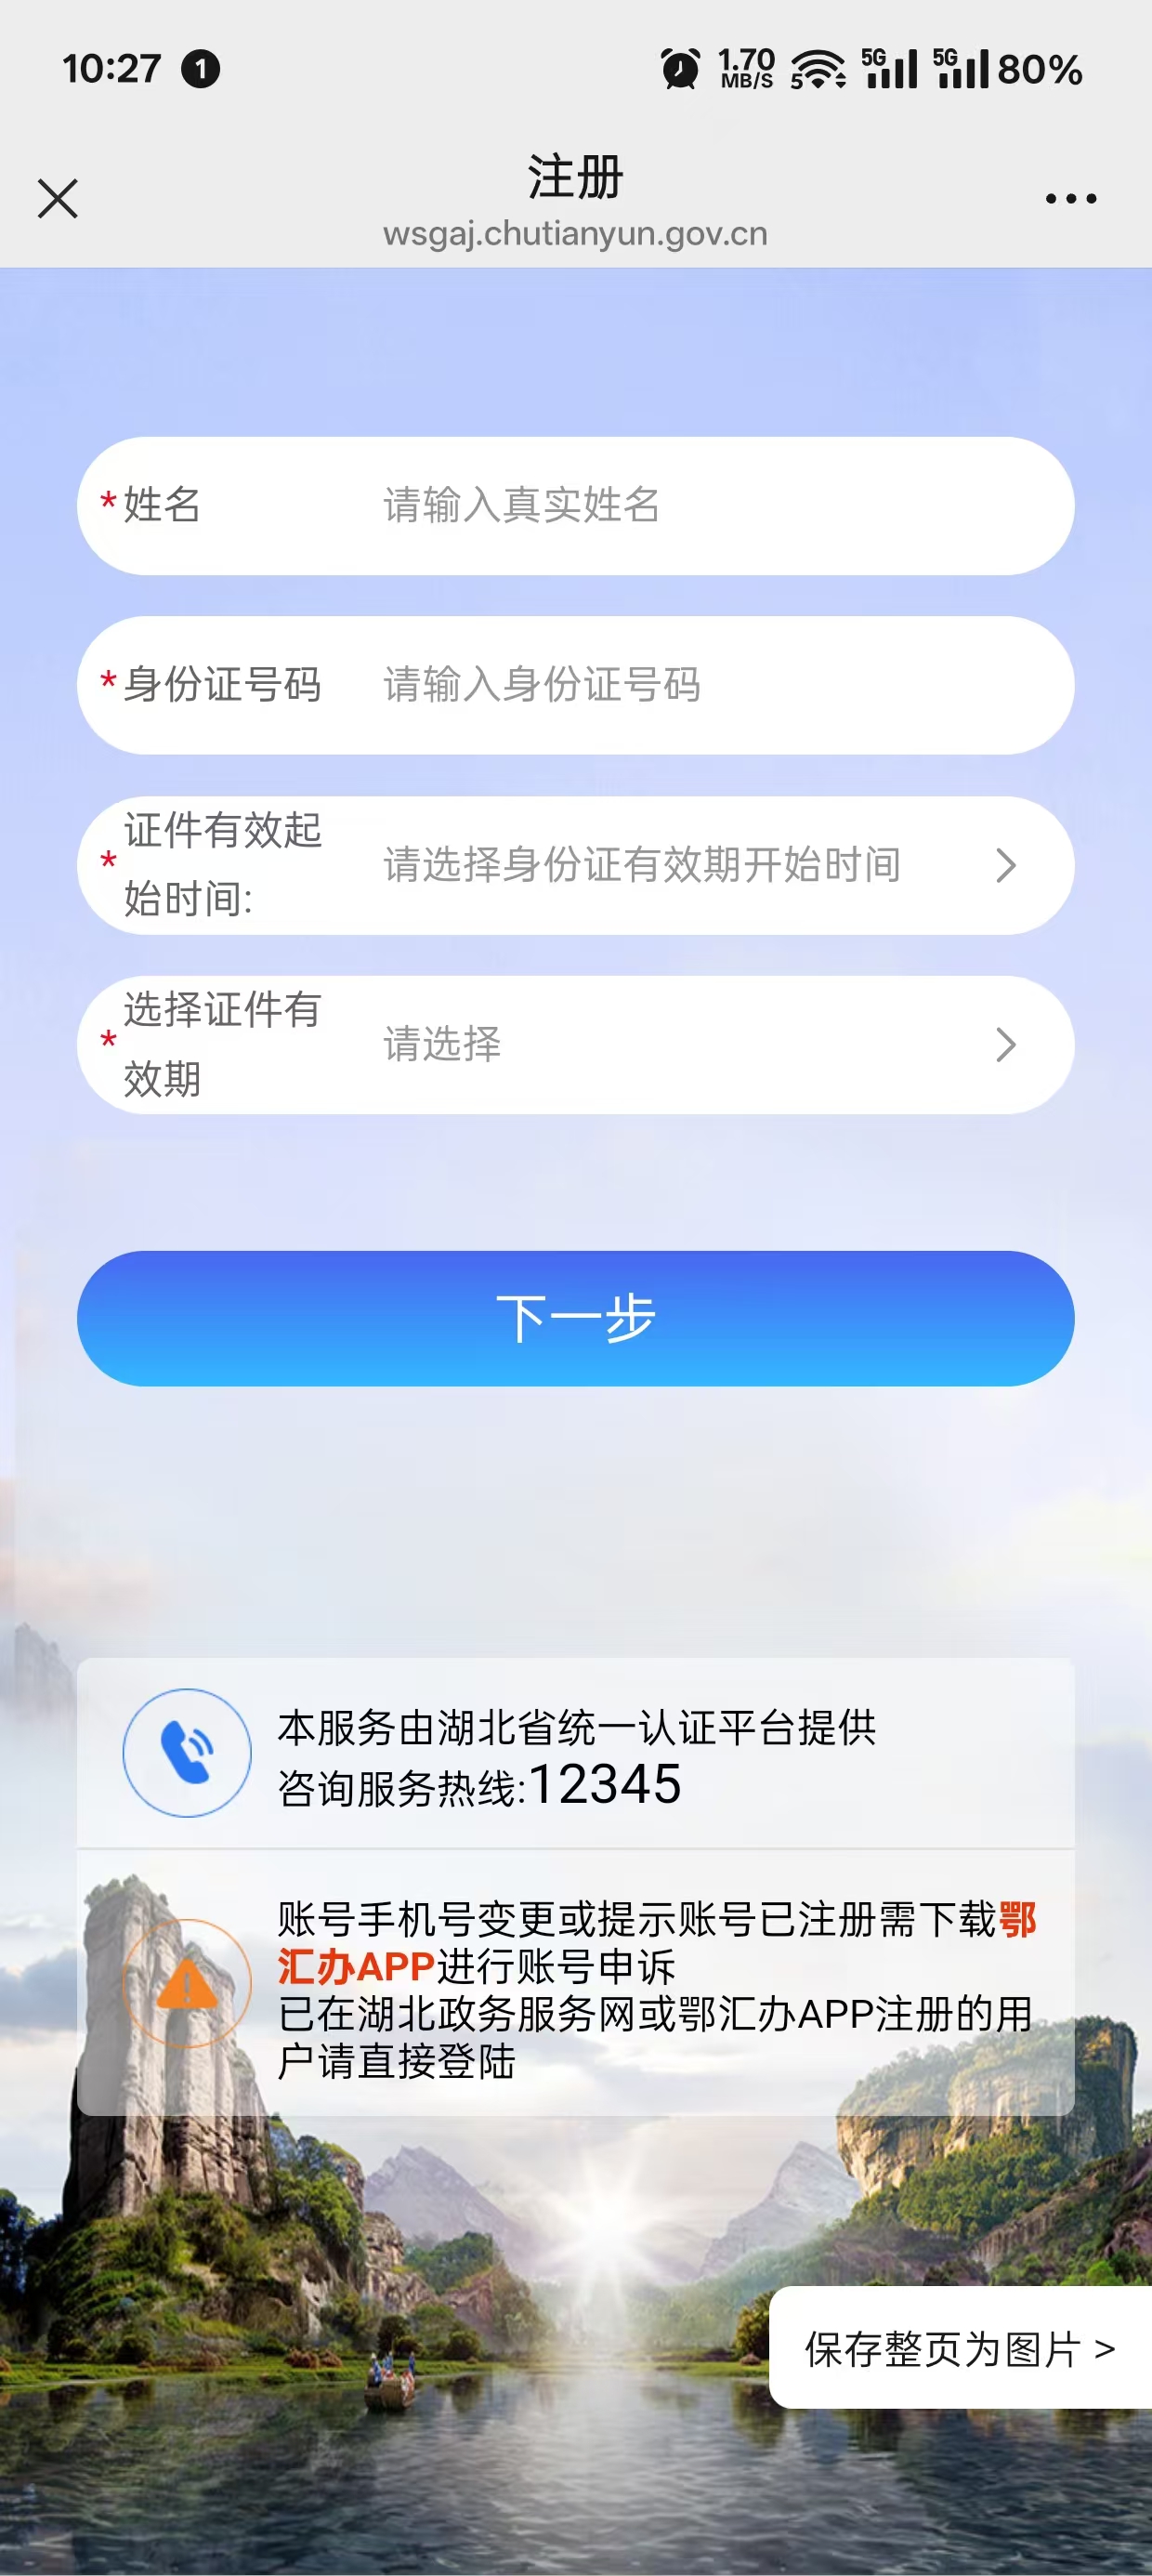 10:27 1 1.70 MB/S 5 5G 5G 80%
注册
wsgaj.chutianyun.gov.cn
*姓名 请输入真实姓名
*身份证号码 请输入身份证号码
*证件有效起
始时间: 请选择身份证有效期开始时间
*选择证件有
效期 请选择
下一步
本服务由湖北省统一认证平台提供
咨询服务热线:12345
账号手机号变更或提示账号已注册需下载鄂
汇办APP进行账号申诉
已在湖北政务服务网或鄂汇办APP注册的用
户请直接登陆
保存整页为图片 >